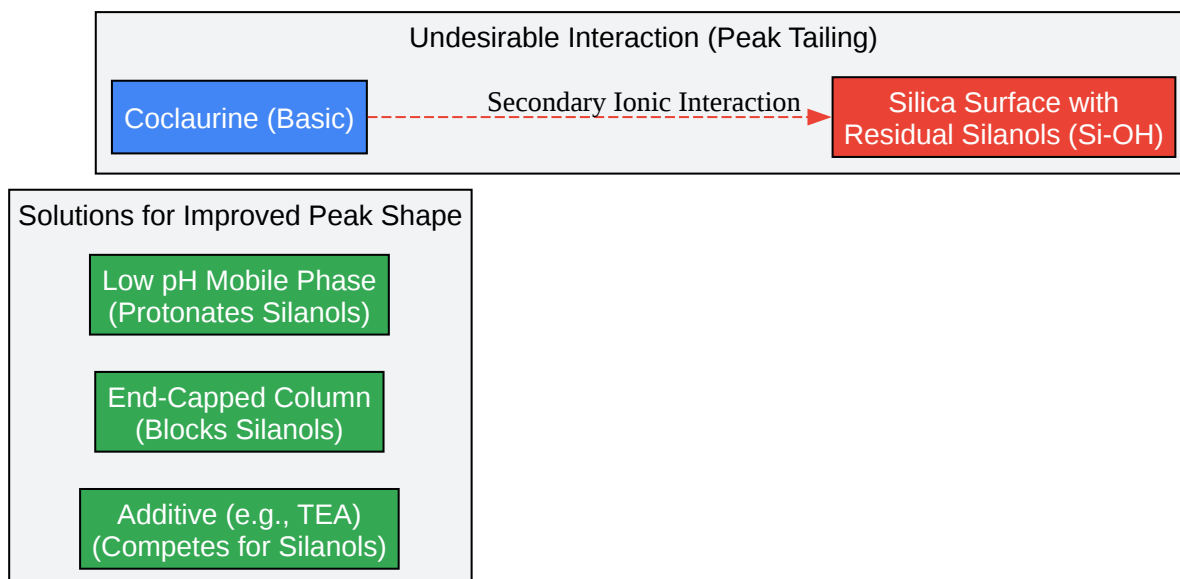 Undesirable Interaction (Peak Tailing)
Coclaurine (Basic)
Secondary Ionic Interaction
Silica Surface with
Residual Silanols (Si-OH)
Solutions for Improved Peak Shape
Low pH Mobile Phase
(Protonates Silanols)
End-Capped Column
(Blocks Silanols)
Additive (e.g., TEA)
(Competes for Silanols)